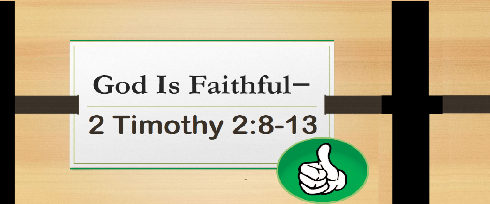 God Is Faithful–
2 Timothy 2:8-13